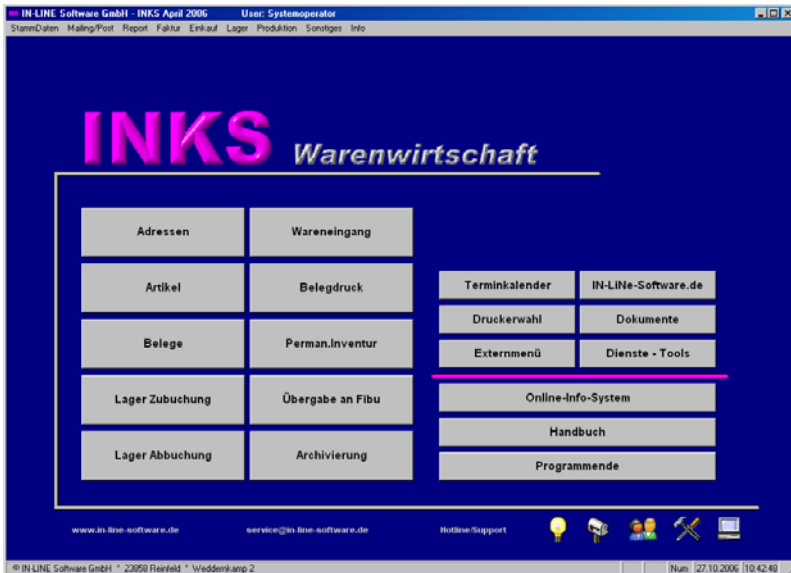 IN-LINE Software GmbH - INKS April 2006 User: Systemoperator
StammDaten Mailing/Post Report Faktur Einkauf Lager Produktion Sonstiges Info
INKS Warenwirtschaft
Adressen Wareneingang
Artikel Belegdruck
Belege Perman.Inventur
Lager Zubuchung Übergabe an Fibu
Lager Abbuchung Archivierung
Terminkalender IN-LiNe-Software.de
Druckerwahl Dokumente
Externmenü Dienste - Tools
Online-Info-System
Handbuch
Programmende
www.in-line-software.de service@in-line-software.de Hotline/Support
© IN-LINE Software GmbH * 23858 Reinfeld * Weddernkamp 2 Num 27.10.2006 10:42:48